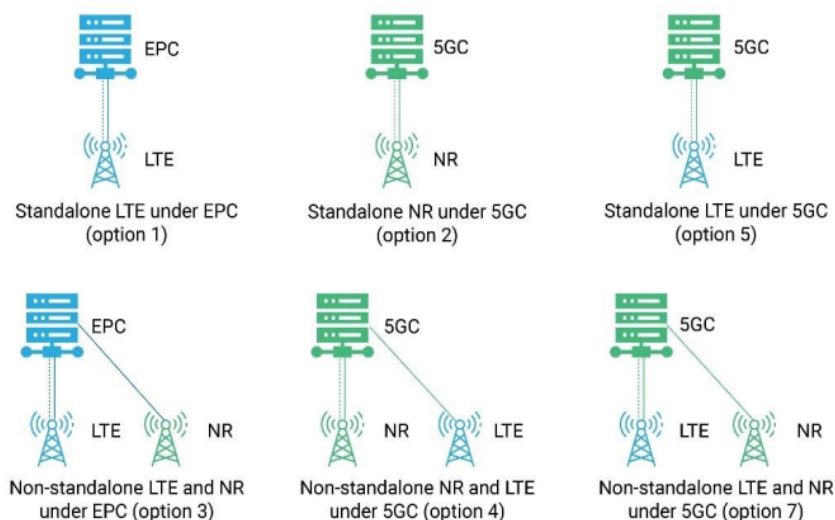 EPC
LTE
Standalone LTE under EPC
(option 1)
5GC
NR
Standalone NR under 5GC
(option 2)
5GC
LTE
Standalone LTE under 5GC
(option 5)
EPC
LTE
NR
Non-standalone LTE and NR
under EPC (option 3)
5GC
NR
LTE
Non-standalone NR and LTE
under 5GC (option 4)
5GC
LTE
NR
Non-standalone LTE and NR
under 5GC (option 7)